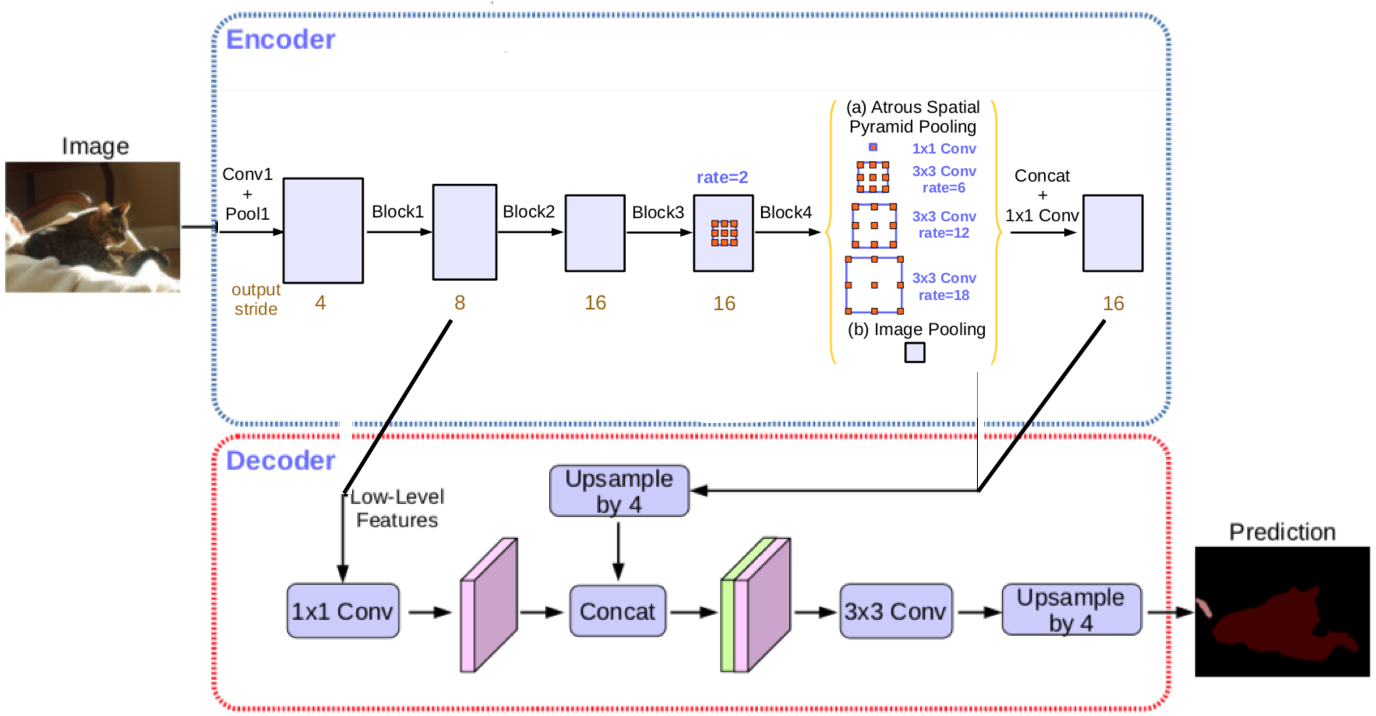 Encoder
Image
Conv1
+
Pool1
output
stride
4
Block1
8
Block2
16
Block3
rate=2
16
Block4
(a) Atrous Spatial
Pyramid Pooling
1x1 Conv
3x3 Conv
rate=6
3x3 Conv
rate=12
3x3 Conv
rate=18
(b) Image Pooling
Concat
+
1x1 Conv
16
Decoder
Low-Level
Features
Upsample
by 4
1x1 Conv
Concat
3x3 Conv
Upsample
by 4
Prediction